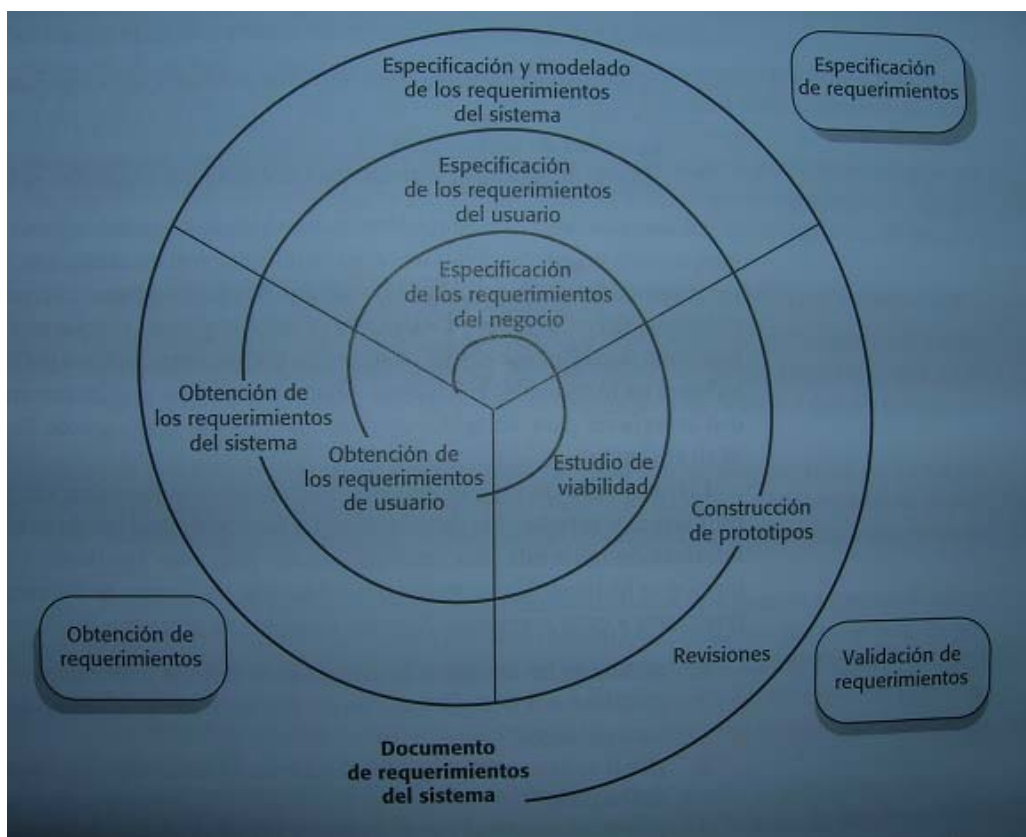 Especificación y modelado
de los requerimientos
del sistema
Especificación
de requerimientos
Especificación
de los requerimientos
del usuario
Especificación
de los requerimientos
del negocio
Obtención de
los requerimientos
del sistema
Obtención de
los requerimientos
de usuario
Estudio de
viabilidad
Construcción
de prototipos
Obtención de
requerimientos
Revisiones
Validación de
requerimientos
Documento
de requerimientos
del sistema